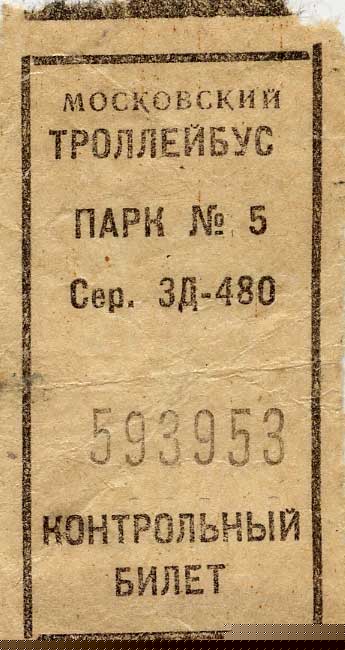 МОСКОВСКИЙ
ТРОЛЛЕЙБУС
ПАРК № 5
Сер. ЗД-480
593953
КОНТРОЛЬНЫЙ
БИЛЕТ